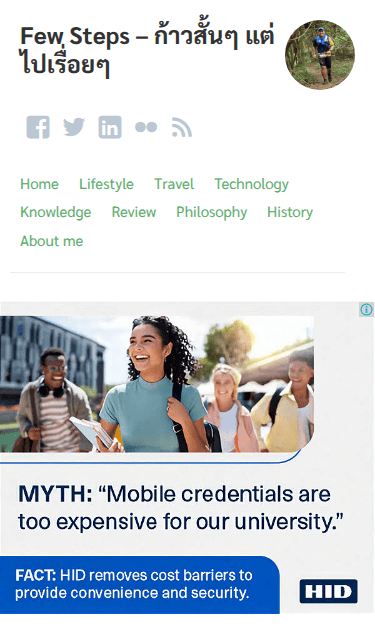 Few Steps – ก้าวสั้นๆ แต่
ไปเรื่อยๆ
Home Lifestyle Travel Technology
Knowledge Review Philosophy History
About me
MYTH: “Mobile credentials are
too expensive for our university.”
FACT: HID removes cost barriers to
provide convenience and security.
HID